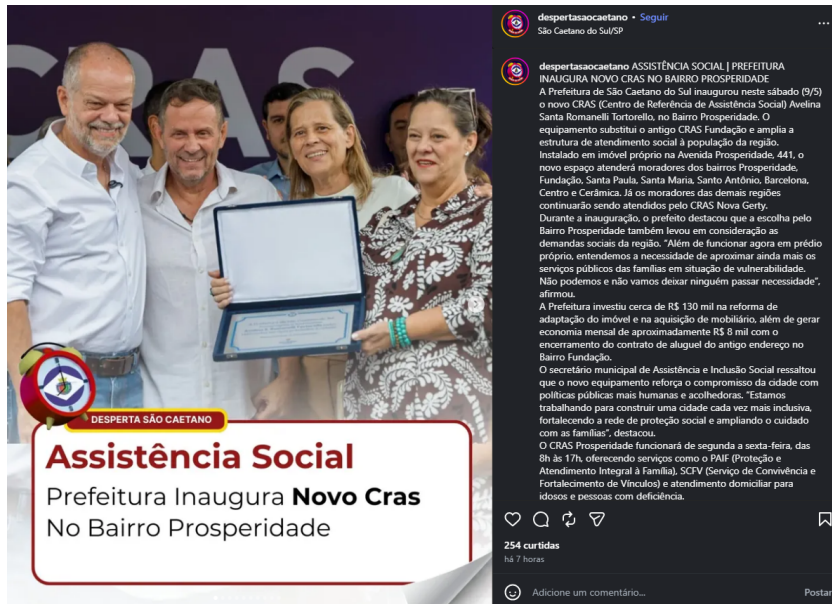 CRAS
DESPERTA SÃO CAETANO
Assistência Social
Prefeitura Inaugura Novo Cras
No Bairro Prosperidade
despertasaocaetano • Seguir
São Caetano do Sul/SP
despertasaocaetano ASSISTÊNCIA SOCIAL | PREFEITURA
INAUGURA NOVO CRAS NO BAIRRO PROSPERIDADE
A Prefeitura de São Caetano do Sul inaugurou neste sábado (9/5)
o novo CRAS (Centro de Referência de Assistência Social) Avelina
Santa Romanelli Tortorello, no Bairro Prosperidade. O
equipamento substitui o antigo CRAS Fundação e amplia a
estrutura de atendimento social à população da região.
Instalado em imóvel próprio na Avenida Prosperidade, 441, o
novo espaço atenderá moradores dos bairros Prosperidade,
Fundação, Santa Paula, Santa Maria, Santo Antônio, Barcelona,
Centro e Cerâmica. Já os moradores das demais regiões
continuarão sendo atendidos pelo CRAS Nova Gerty.
Durante a inauguração, o prefeito destacou que a escolha pelo
Bairro Prosperidade também levou em consideração as
demandas sociais da região. “Além de funcionar agora em prédio
próprio, entendemos a necessidade de aproximar ainda mais os
serviços públicos das famílias em situação de vulnerabilidade.
Não podemos e não vamos deixar ninguém passar necessidade”,
afirmou.
A Prefeitura investiu cerca de R$ 130 mil na reforma de
adaptação do imóvel e na aquisição de mobiliário, além de gerar
economia mensal de aproximadamente R$ 8 mil com o
encerramento do contrato de aluguel do antigo endereço no
Bairro Fundação.
O secretário municipal de Assistência e Inclusão Social ressaltou
que o novo equipamento reforça o compromisso da cidade com
políticas públicas mais humanas e acolhedoras. “Estamos
trabalhando para construir uma cidade cada vez mais inclusiva,
fortalecendo a rede de proteção social e ampliando o cuidado
com as famílias”, destacou.
O CRAS Prosperidade funcionará de segunda a sexta-feira, das
8h às 17h, oferecendo serviços como o PAIF (Proteção e
Atendimento Integral à Família), SCFV (Serviço de Convivência e
Fortalecimento de Vínculos) e atendimento domiciliar para
idosos e pessoas com deficiência.
254 curtidas
há 7 horas
Adicione um comentário...
Postar